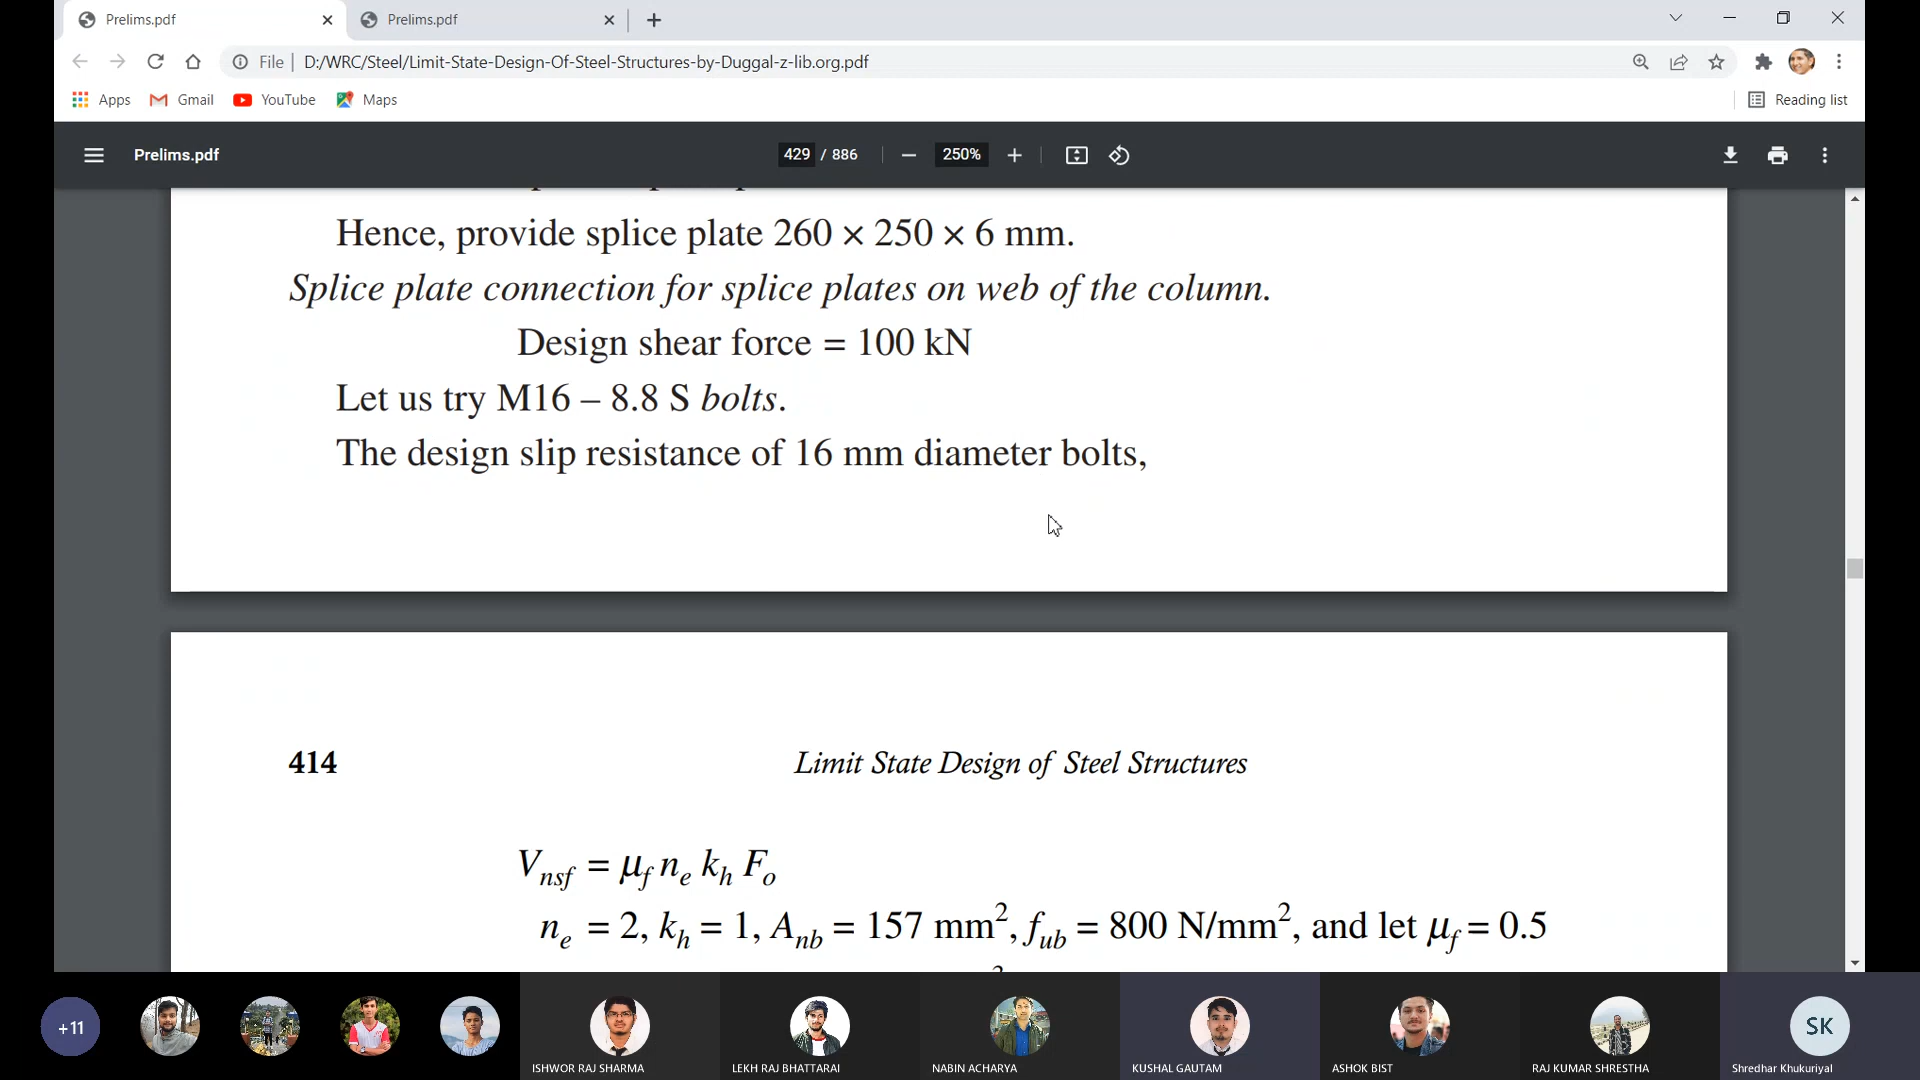 Prelims.pdf
Prelims.pdf
File | D:/WRC/Steel/Limit-State-Design-Of-Steel-Structures-by-Duggal-z-lib.org.pdf
Apps Gmail YouTube Maps Reading list
Prelims.pdf 429 / 886 250%
Hence, provide splice plate 260 × 250 × 6 mm.
Splice plate connection for splice plates on web of the column.
Design shear force = 100 kN
Let us try M16 – 8.8 S bolts.
The design slip resistance of 16 mm diameter bolts,
414 Limit State Design of Steel Structures
V_nsf = μ_f n_e k_h F_o
n_e = 2, k_h = 1, A_nb = 157 mm², f_ub = 800 N/mm², and let μ_f = 0.5
+11
SK
ISHWOR RAJ SHARMA LEKH RAJ BHATTARAI NABIN ACHARYA KUSHAL GAUTAM ASHOK BIST RAJ KUMAR SHRESTHA Shredhar Khukuriyal